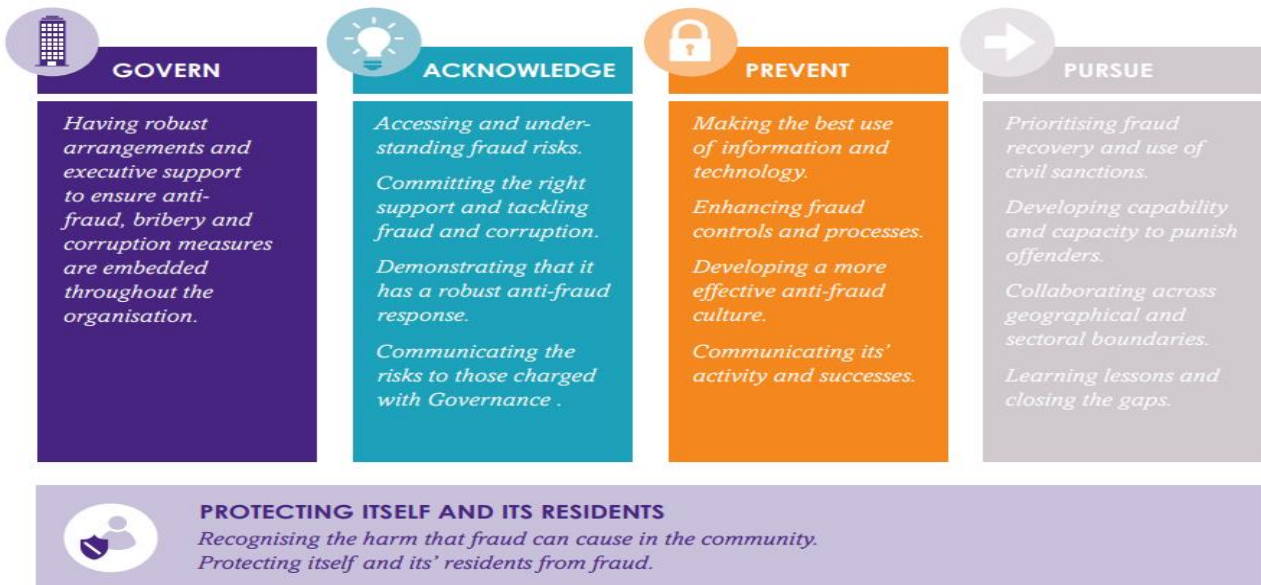 GOVERN
Having robust
arrangements and
executive support
to ensure anti-
fraud, bribery and
corruption measures
are embedded
throughout the
organisation.
ACKNOWLEDGE
Accessing and under-
standing fraud risks.
Committing the right
support and tackling
fraud and corruption.
Demonstrating that it
has a robust anti-fraud
response.
Communicating the
risks to those charged
with Governance .
PREVENT
Making the best use
of information and
technology.
Enhancing fraud
controls and processes.
Developing a more
effective anti-fraud
culture.
Communicating its’
activity and successes.
PURSUE
Prioritising fraud
recovery and use of
civil sanctions.
Developing capability
and capacity to punish
offenders.
Collaborating across
geographical and
sectoral boundaries.
Learning lessons and
closing the gaps.
PROTECTING ITSELF AND ITS RESIDENTS
Recognising the harm that fraud can cause in the community.
Protecting itself and its’ residents from fraud.